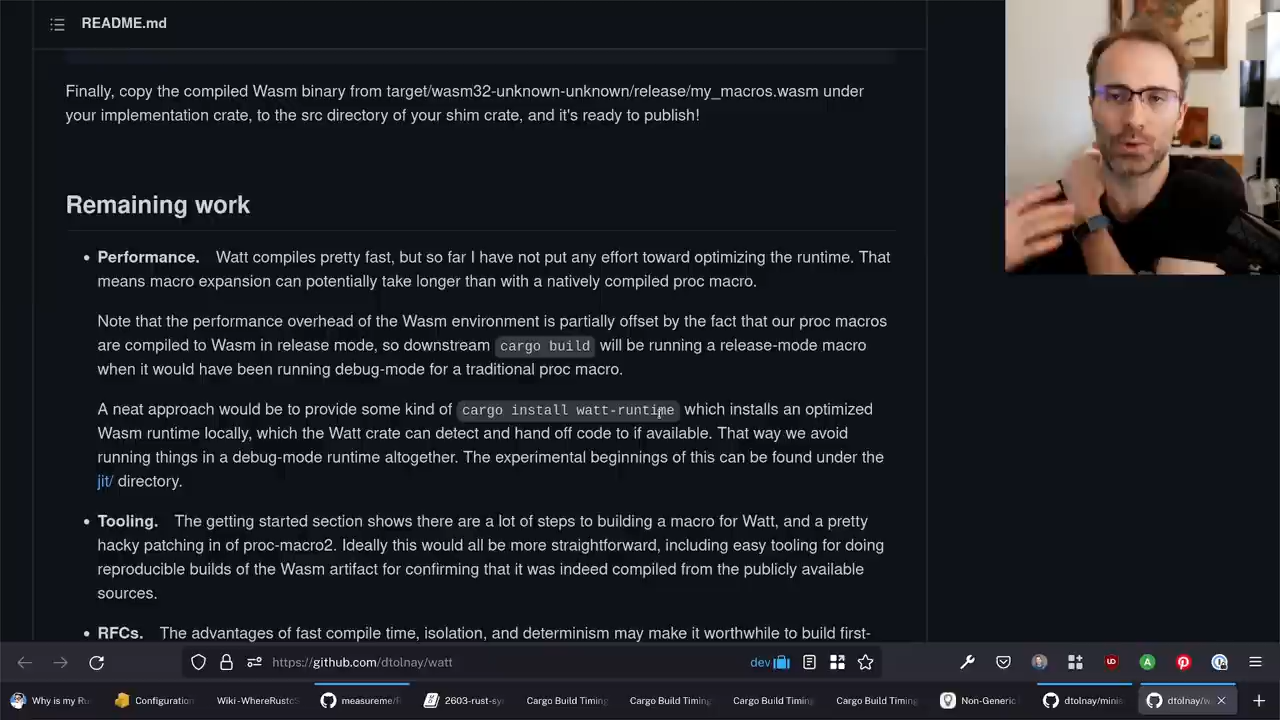 README.md
Finally, copy the compiled Wasm binary from target/wasm32-unknown-unknown/release/my_macros.wasm under
your implementation crate, to the src directory of your shim crate, and it's ready to publish!
Remaining work
• Performance. Watt compiles pretty fast, but so far I have not put any effort toward optimizing the runtime. That
means macro expansion can potentially take longer than with a natively compiled proc macro.
Note that the performance overhead of the Wasm environment is partially offset by the fact that our proc macros
are compiled to Wasm in release mode, so downstream cargo build will be running a release-mode macro
when it would have been running debug-mode for a traditional proc macro.
A neat approach would be to provide some kind of cargo install watt-runtime which installs an optimized
Wasm runtime locally, which the Watt crate can detect and hand off code to if available. That way we avoid
running things in a debug-mode runtime altogether. The experimental beginnings of this can be found under the
jit/ directory.
• Tooling. The getting started section shows there are a lot of steps to building a macro for Watt, and a pretty
hacky patching in of proc-macro2. Ideally this would all be more straightforward, including easy tooling for doing
reproducible builds of the Wasm artifact for confirming that it was indeed compiled from the publicly available
sources.
• RFCs. The advantages of fast compile time, isolation, and determinism may make it worthwhile to build first-
https://github.com/dtolnay/watt dev
Why is my Ru Configuration Wiki-WhereRustc measureme/ 2603-rust-sy Cargo Build Timing Cargo Build Timing Cargo Build Timing Cargo Build Timing Non-Generic dtolnay/mini dtolnay/w